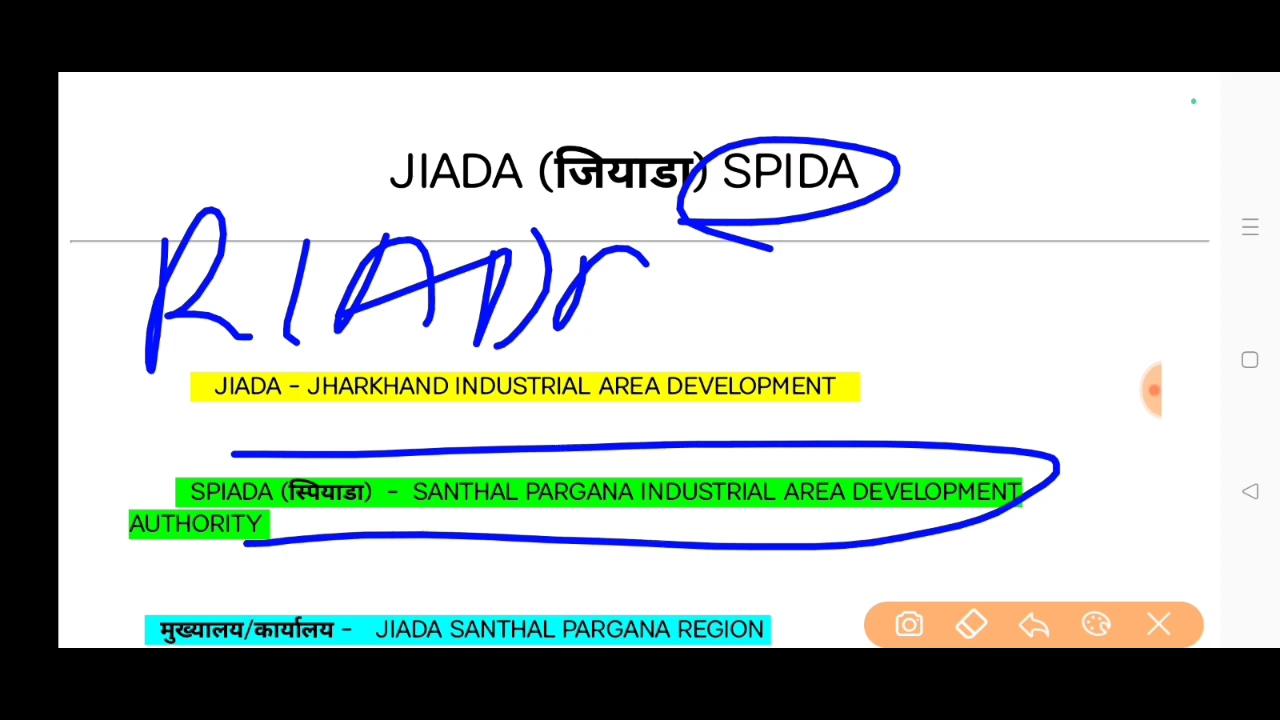 JIADA (जियाडा) SPIDA
RIADA
JIADA - JHARKHAND INDUSTRIAL AREA DEVELOPMENT
SPIADA (स्पियाडा) - SANTHAL PARGANA INDUSTRIAL AREA DEVELOPMENT
AUTHORITY
मुख्यालय/कार्यालय - JIADA SANTHAL PARGANA REGION